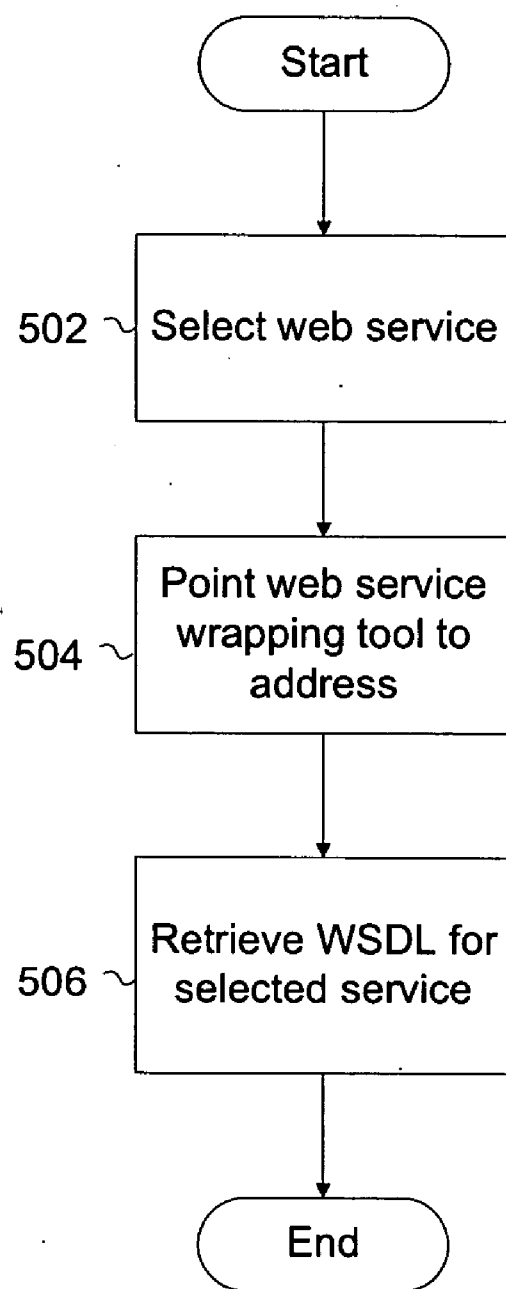 Start
502
Select web service
504
Point web service
wrapping tool to
address
506
Retrieve WSDL for
selected service
End